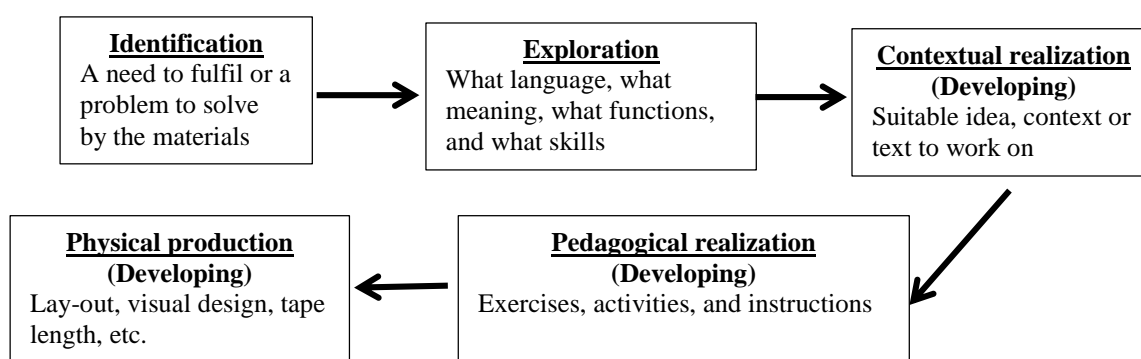 Identification
A need to fulfil or a
problem to solve
by the materials
Exploration
What language, what
meaning, what functions,
and what skills
Contextual realization
(Developing)
Suitable idea, context or
text to work on
Physical production
(Developing)
Lay-out, visual design, tape
length, etc.
Pedagogical realization
(Developing)
Exercises, activities, and instructions